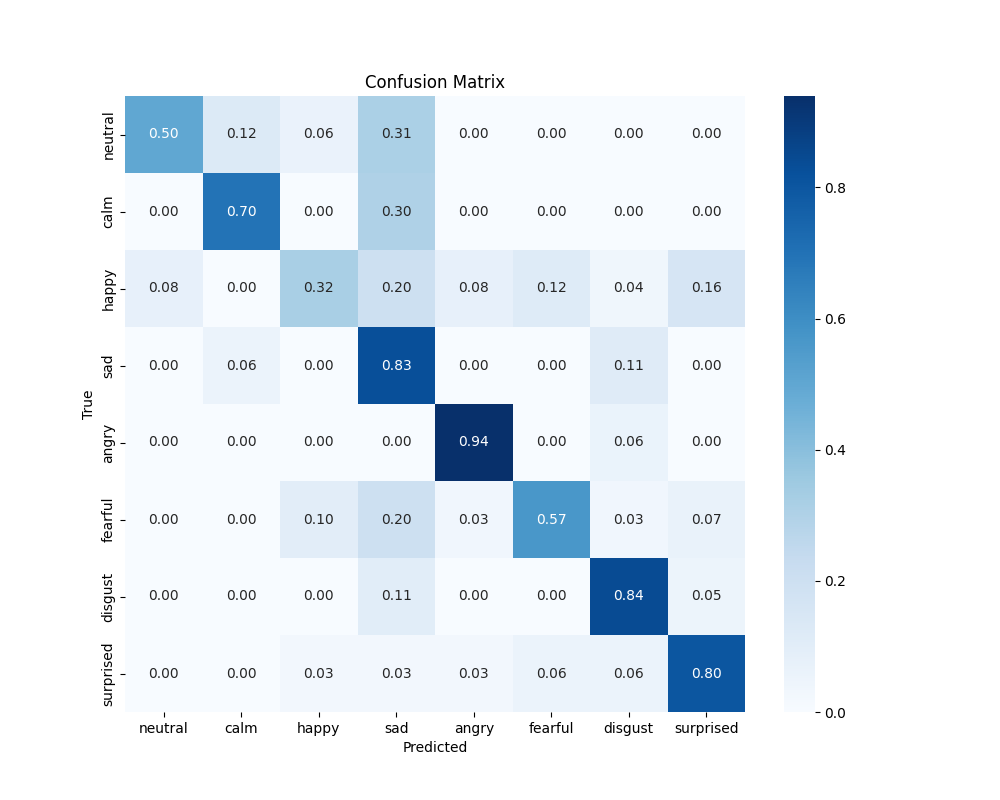 Confusion Matrix
neutral 0.50 0.12 0.06 0.31 0.00 0.00 0.00 0.00
calm 0.00 0.70 0.00 0.30 0.00 0.00 0.00 0.00 0.8
happy 0.08 0.00 0.32 0.20 0.08 0.12 0.04 0.16
0.6
sad 0.00 0.06 0.00 0.83 0.00 0.00 0.11 0.00
True
angry 0.00 0.00 0.00 0.00 0.94 0.00 0.06 0.00 0.4
fearful 0.00 0.00 0.10 0.20 0.03 0.57 0.03 0.07
0.2
disgust 0.00 0.00 0.00 0.11 0.00 0.00 0.84 0.05
surprised 0.00 0.00 0.03 0.03 0.03 0.06 0.06 0.80
0.0
neutral calm happy sad angry fearful disgust surprised
Predicted